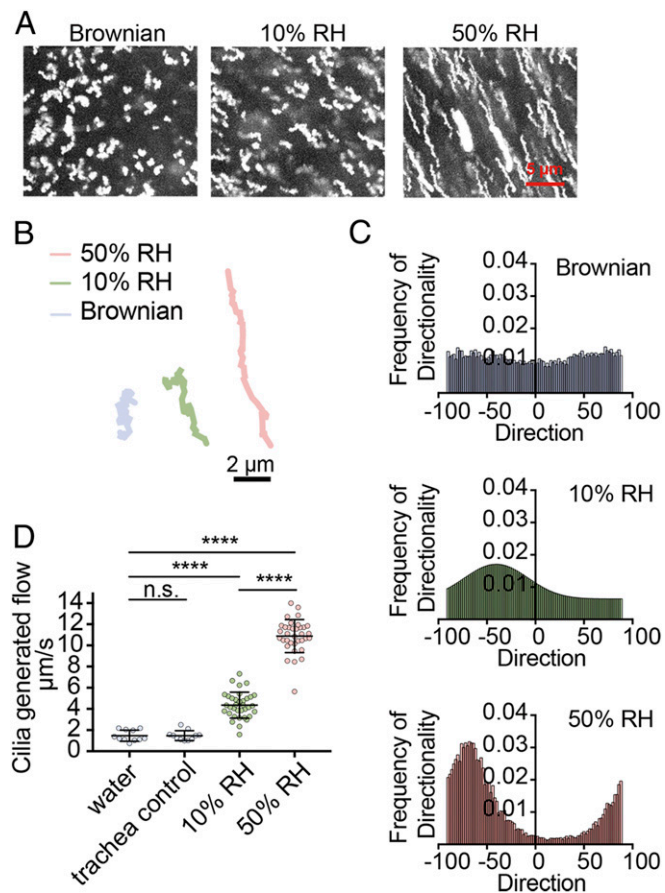 A
Brownian
10% RH
50% RH
5 µm
B
50% RH
10% RH
Brownian
2 µm
C
Frequency of
Directionality
0.04
0.03
0.02
0.01
Brownian
-100
-50
0
50
100
Direction
Frequency of
Directionality
0.04
0.03
0.02
0.01
10% RH
-100
-50
0
50
100
Direction
Frequency of
Directionality
0.04
0.03
0.02
0.01
50% RH
-100
-50
0
50
100
Direction
D
Cilia generated flow
µm/s
14
12
10
8
6
4
2
0
****
****
****
n.s.
water
trachea control
10% RH
50% RH